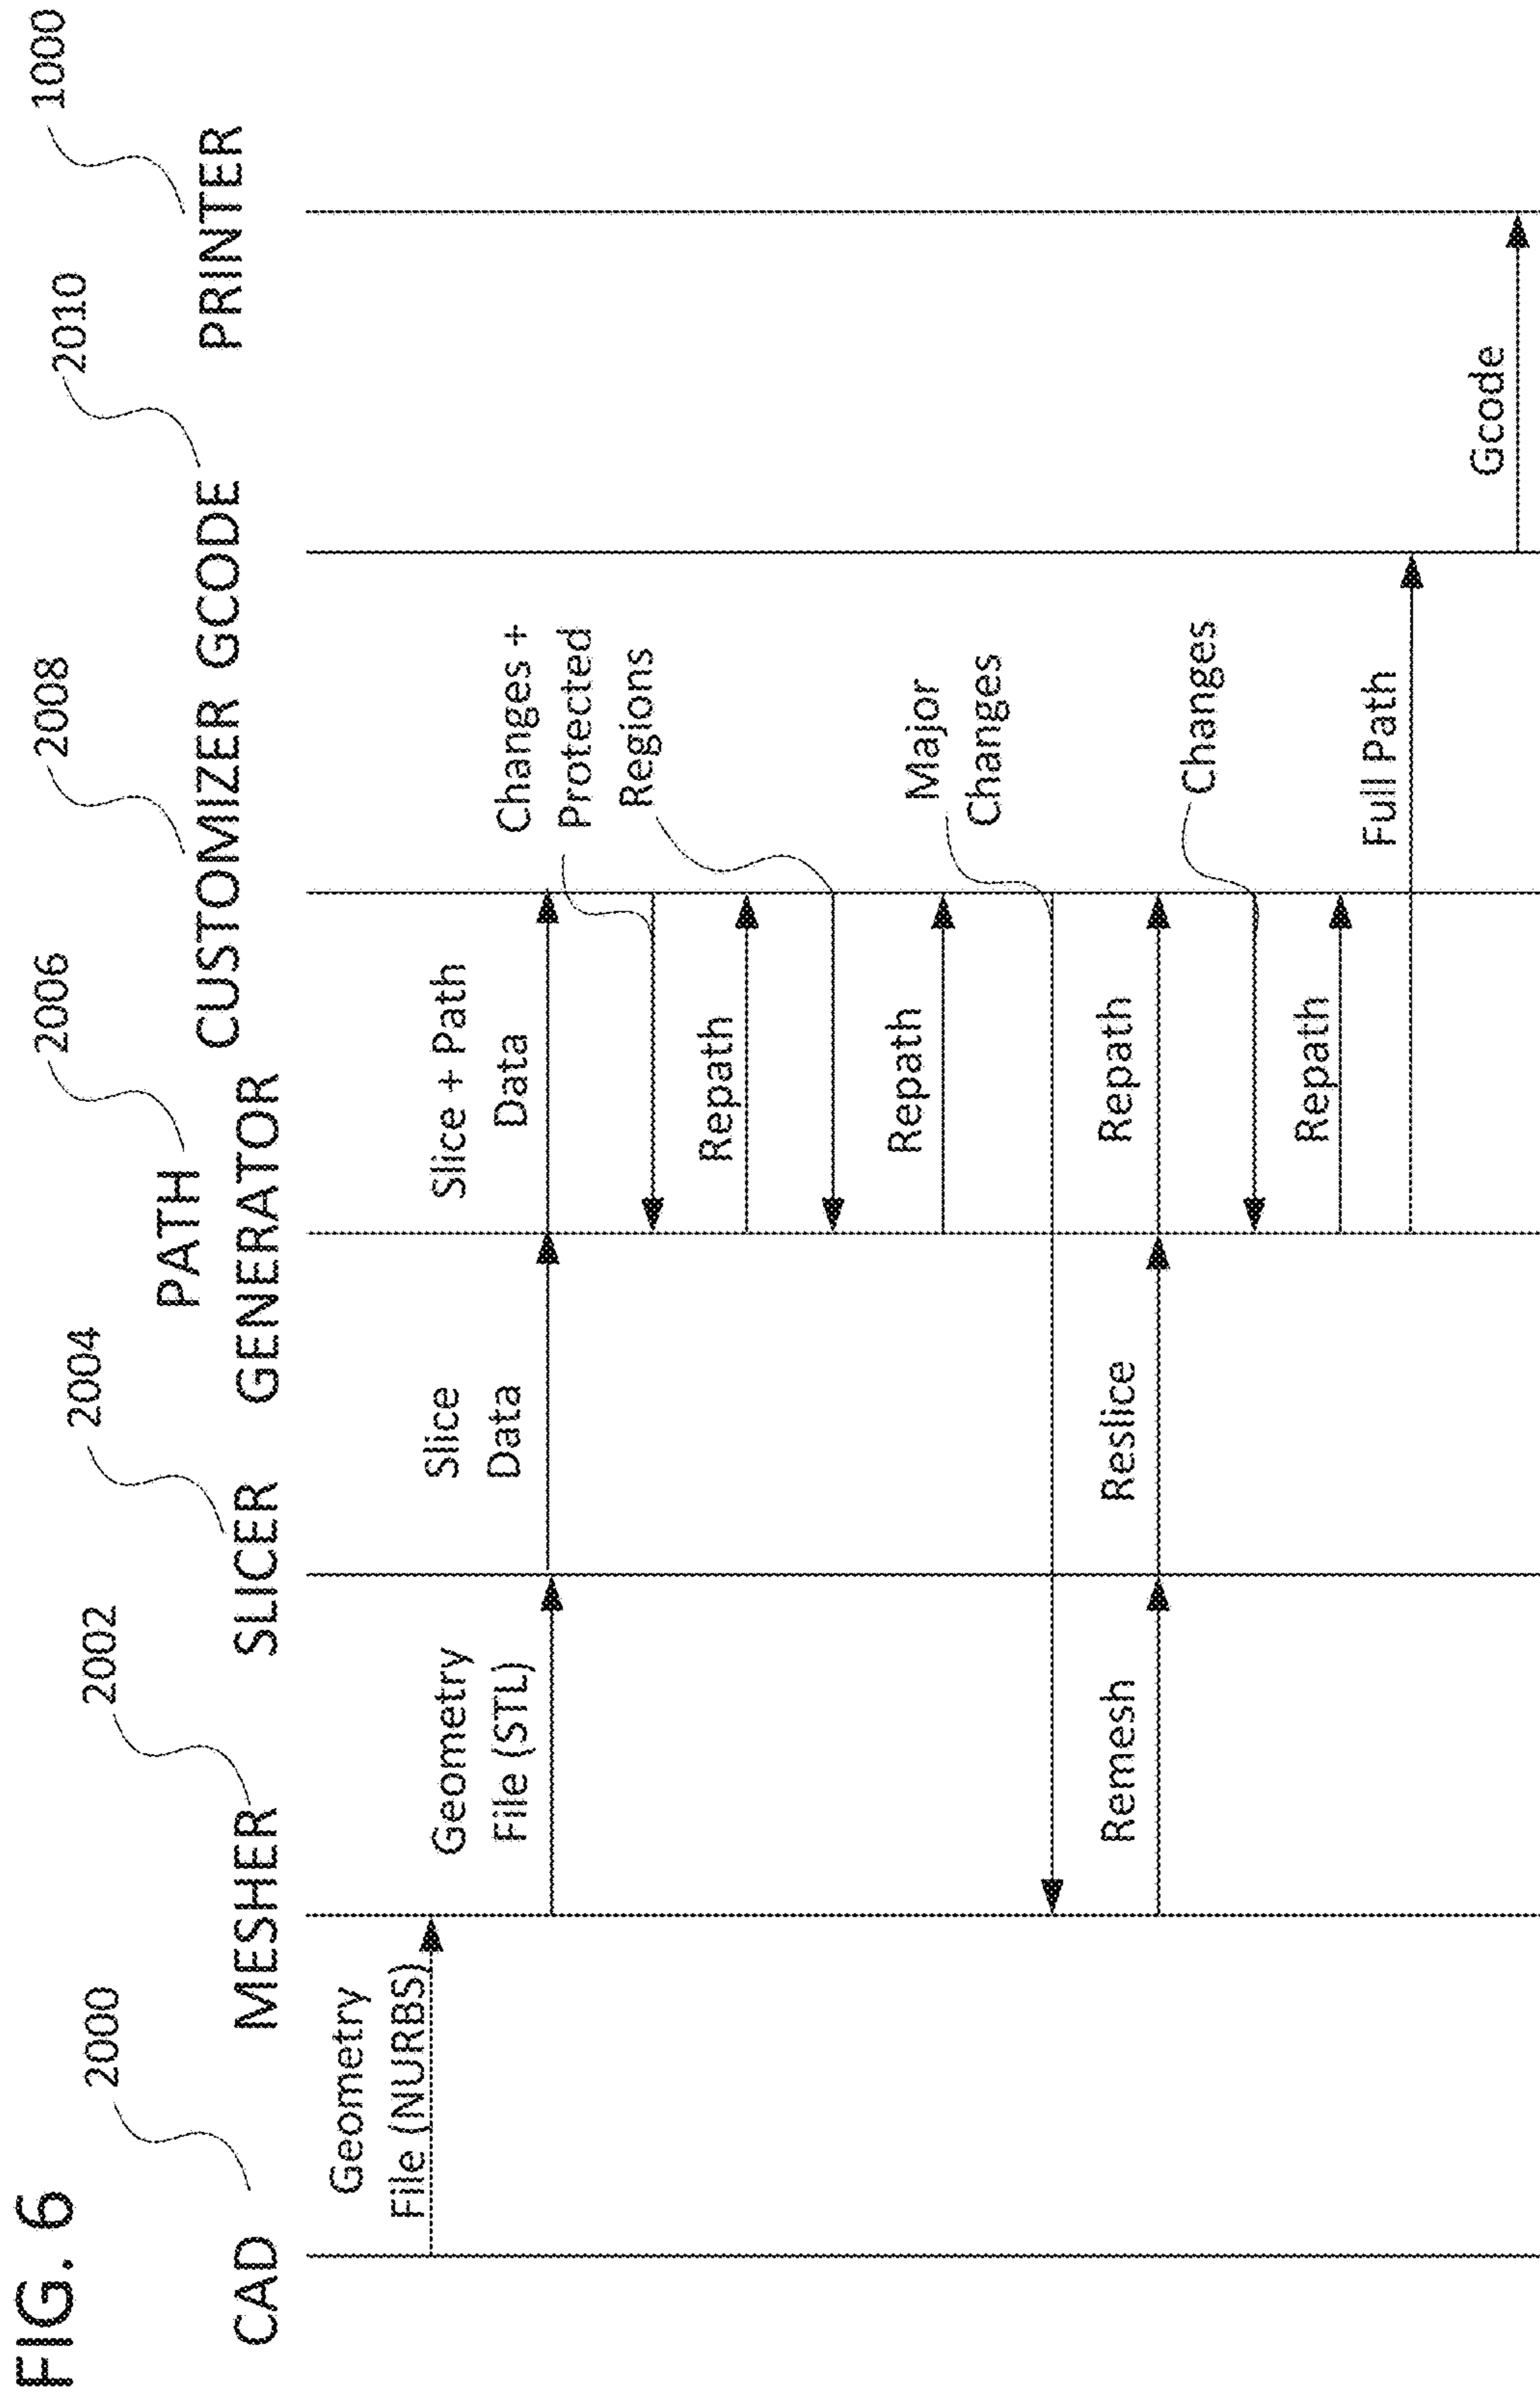 FIG. 6
2000
2002
2004
2006
2008
2010
1000
CAD
MESHER
SLICER
PATH
GENERATOR
CUSTOMIZER
GCODE
PRINTER
Geometry
File (NURBS)
Geometry
File (STL)
Slice
Data
Slice + Path
Data
Changes +
Protected
Regions
Repath
Repath
Major
Changes
Remesh
Reslice
Repath
Changes
Repath
Full Path
Gcode